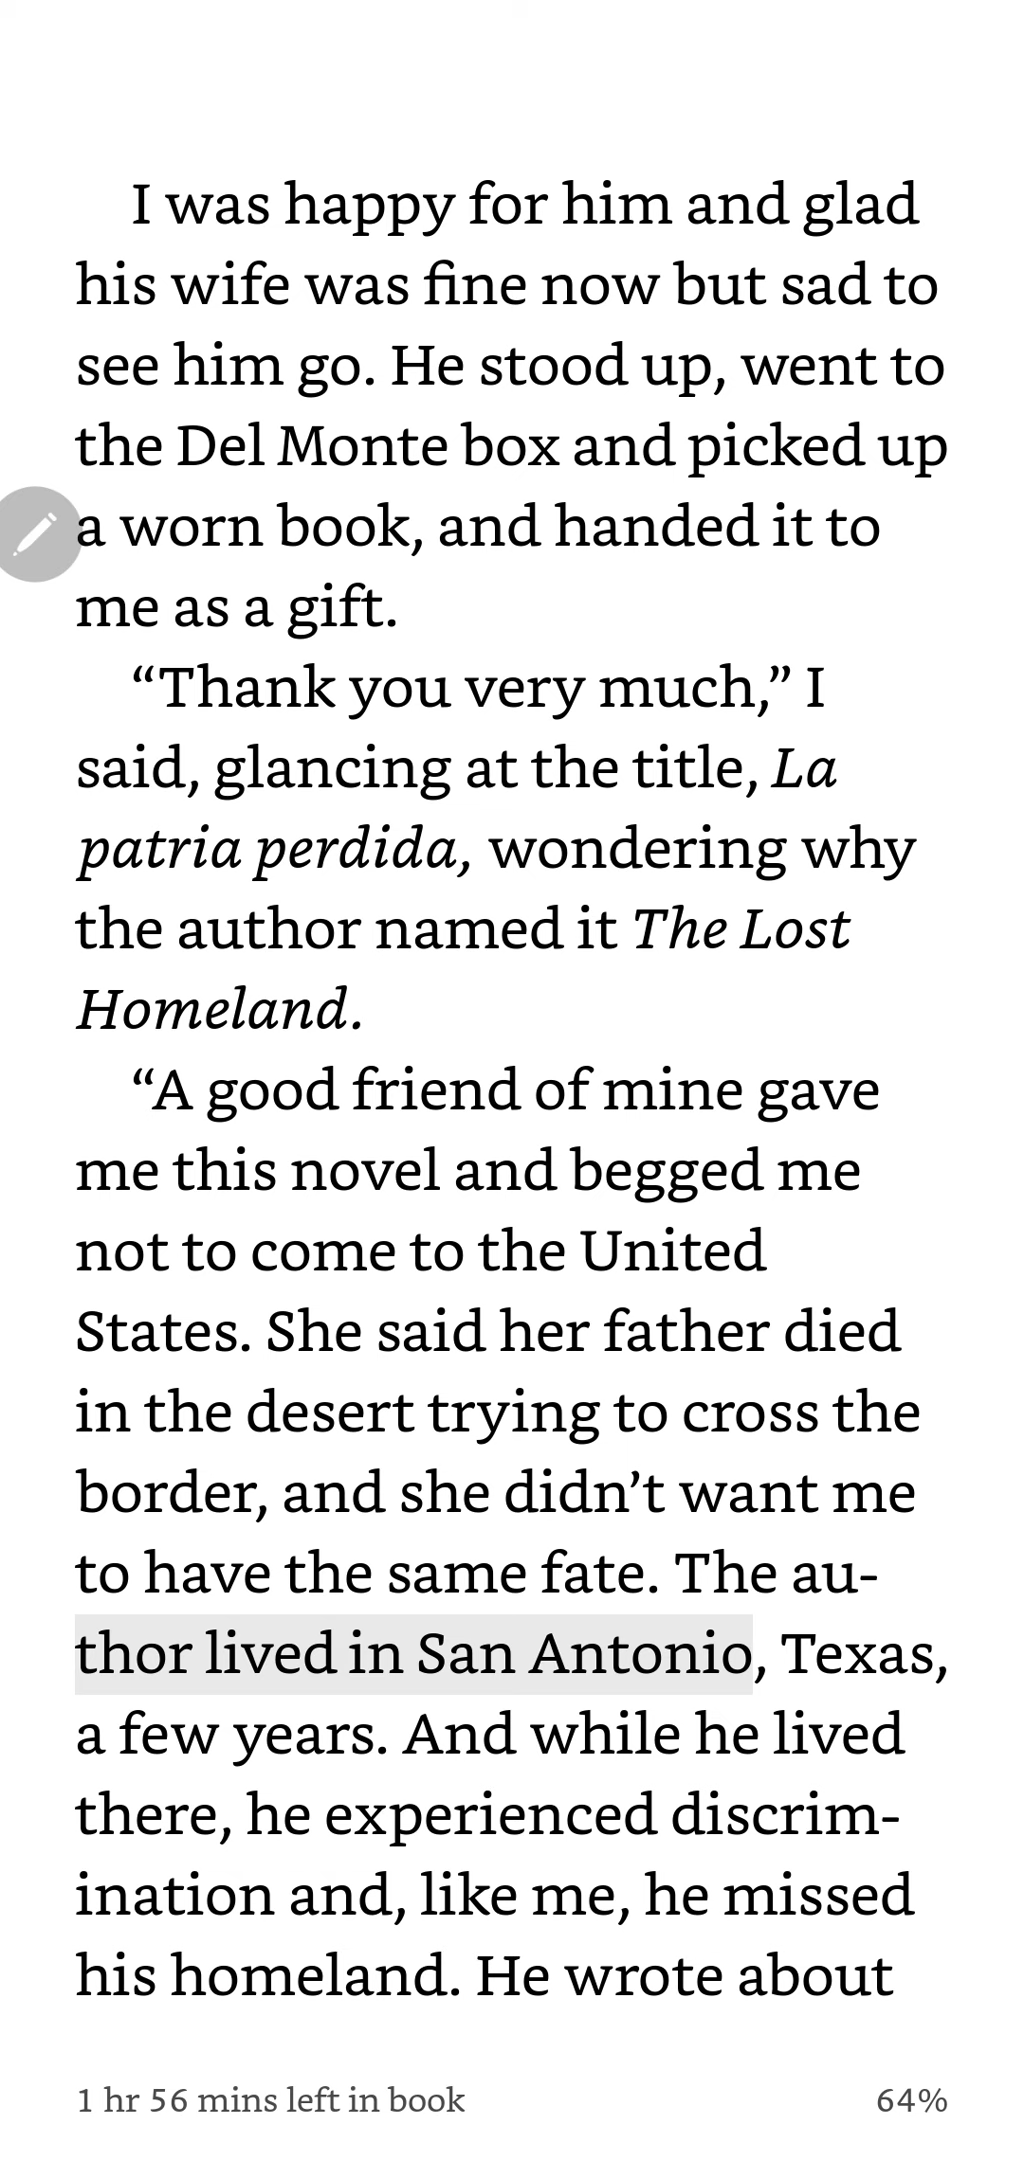 I was happy for him and glad
his wife was fine now but sad to
see him go. He stood up, went to
the Del Monte box and picked up
a worn book, and handed it to
me as a gift.
“Thank you very much,” I
said, glancing at the title, La
patria perdida, wondering why
the author named it The Lost
Homeland.
“A good friend of mine gave
me this novel and begged me
not to come to the United
States. She said her father died
in the desert trying to cross the
border, and she didn’t want me
to have the same fate. The au-
thor lived in San Antonio, Texas,
a few years. And while he lived
there, he experienced discrim-
ination and, like me, he missed
his homeland. He wrote about
1 hr 56 mins left in book 64%